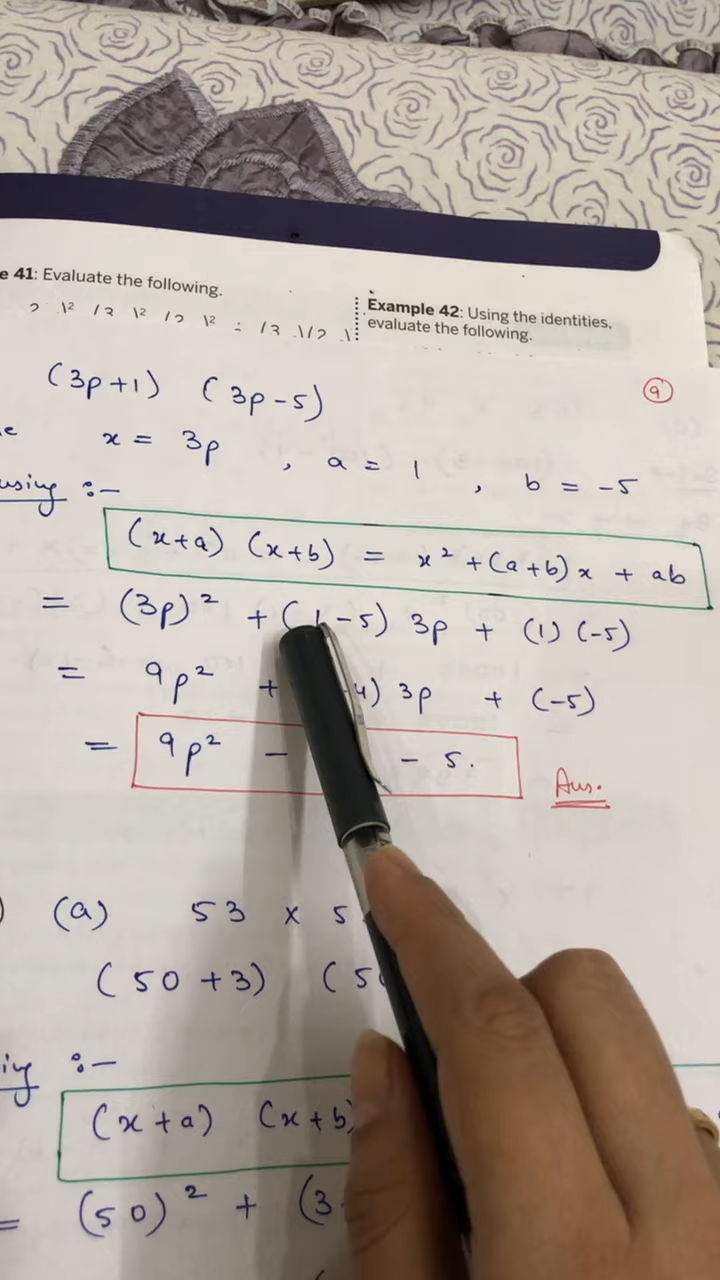 e 41: Evaluate the following.
Example 42: Using the identities,
evaluate the following.
(3p+1) (3p-5)
9
x = 3p , a = 1 , b = -5
using :-
(x+a) (x+b) = x² + (a+b) x + ab
= (3p)² + (1-5) 3p + (1) (-5)
= 9p² + 4) 3p + (-5)
= 9p² - - 5.
Ans.
(a) 53 x 5
(50+3) (5
:-
(x+a) (x+b)
= (50)² + (3